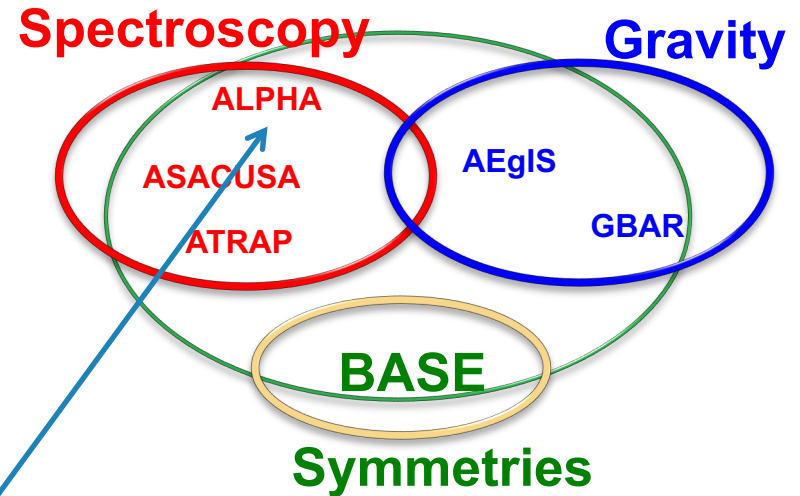 Spectroscopy
Gravity
ALPHA
AEgIS
ASACUSA
GBAR
ATRAP
BASE
Symmetries